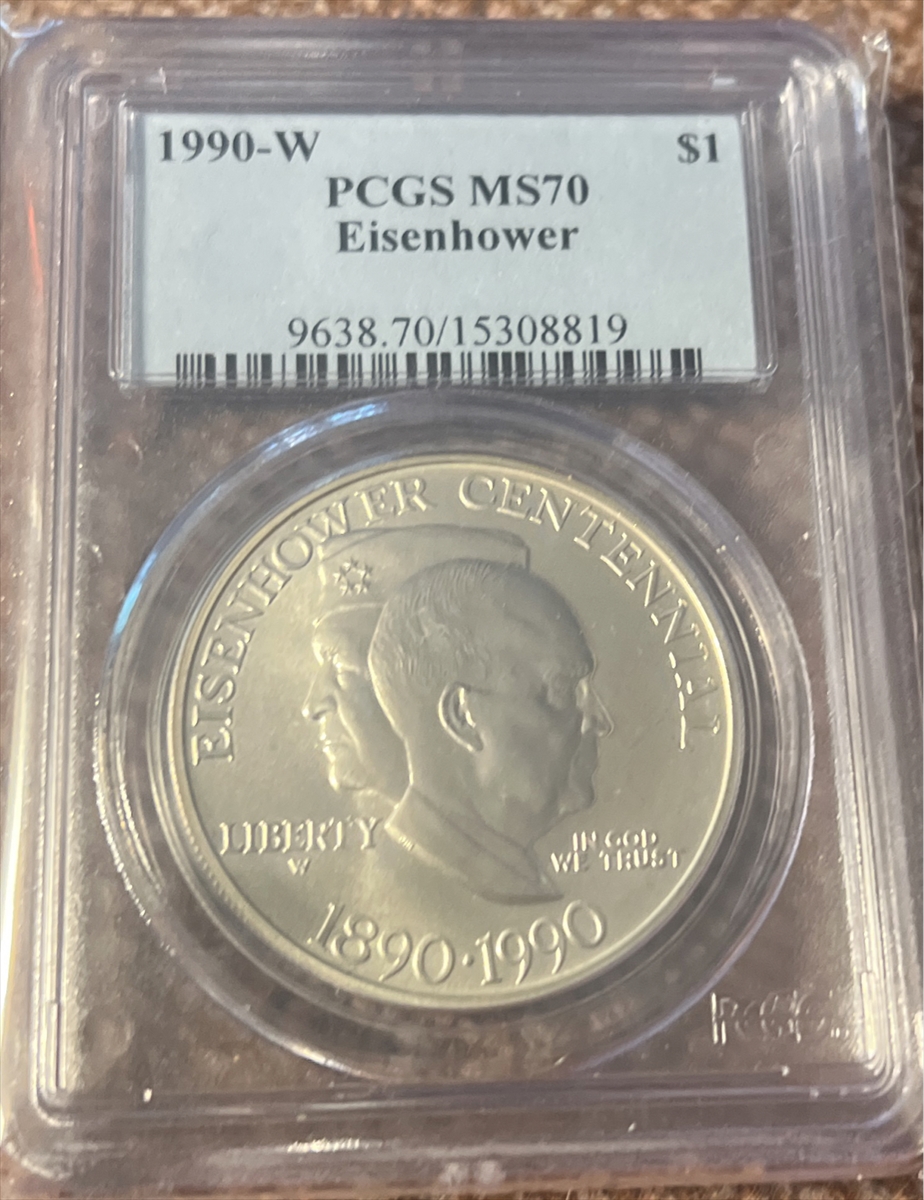 1990-W $1
PCGS MS70
Eisenhower
9638.70/15308819
EISENHOWER CENTENNIAL
LIBERTY
W
IN GOD
WE TRUST
1890·1990
PCGS